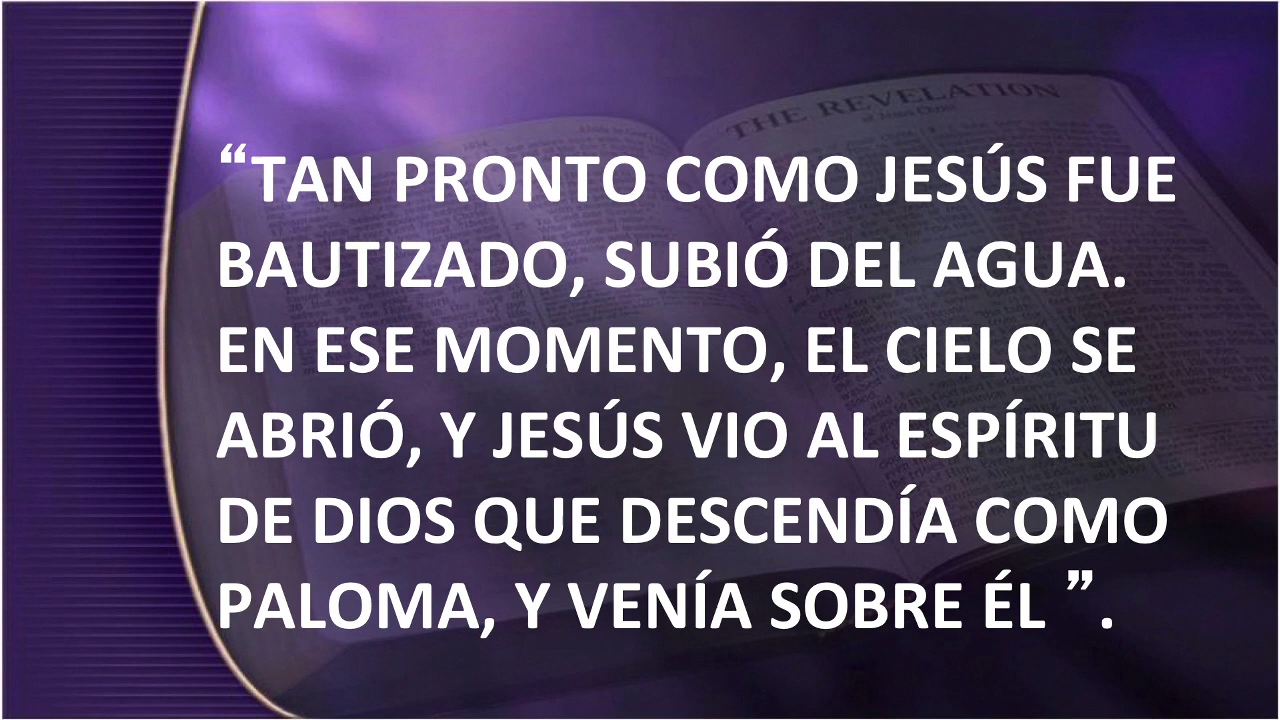 THE REVELATION
“TAN PRONTO COMO JESÚS FUE
BAUTIZADO, SUBIÓ DEL AGUA.
EN ESE MOMENTO, EL CIELO SE
ABRIÓ, Y JESÚS VIO AL ESPÍRITU
DE DIOS QUE DESCENDÍA COMO
PALOMA, Y VENÍA SOBRE ÉL ”.